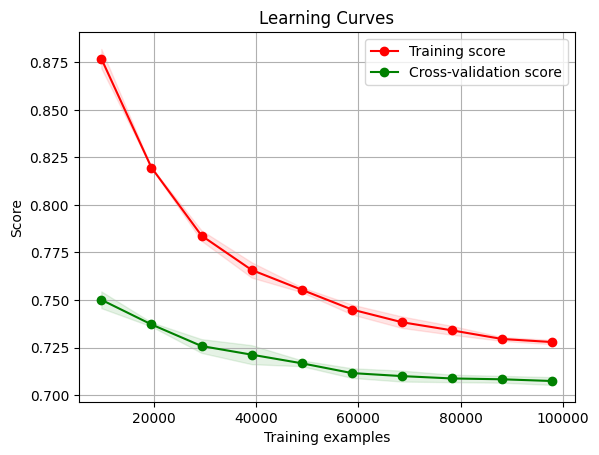 Learning Curves
Training score
Cross-validation score
Score
0.875
0.850
0.825
0.800
0.775
0.750
0.725
0.700
20000 40000 60000 80000 100000
Training examples